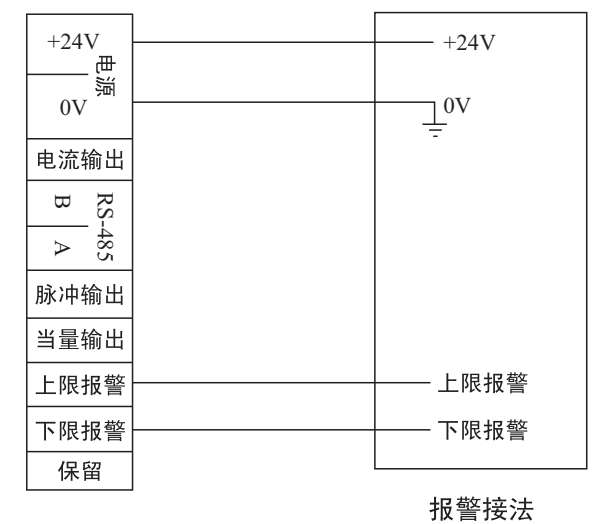 +24V
电源
0V
电流输出
B
A
RS-485
脉冲输出
当量输出
上限报警
下限报警
保留
+24V
0V
上限报警
下限报警
报警接法